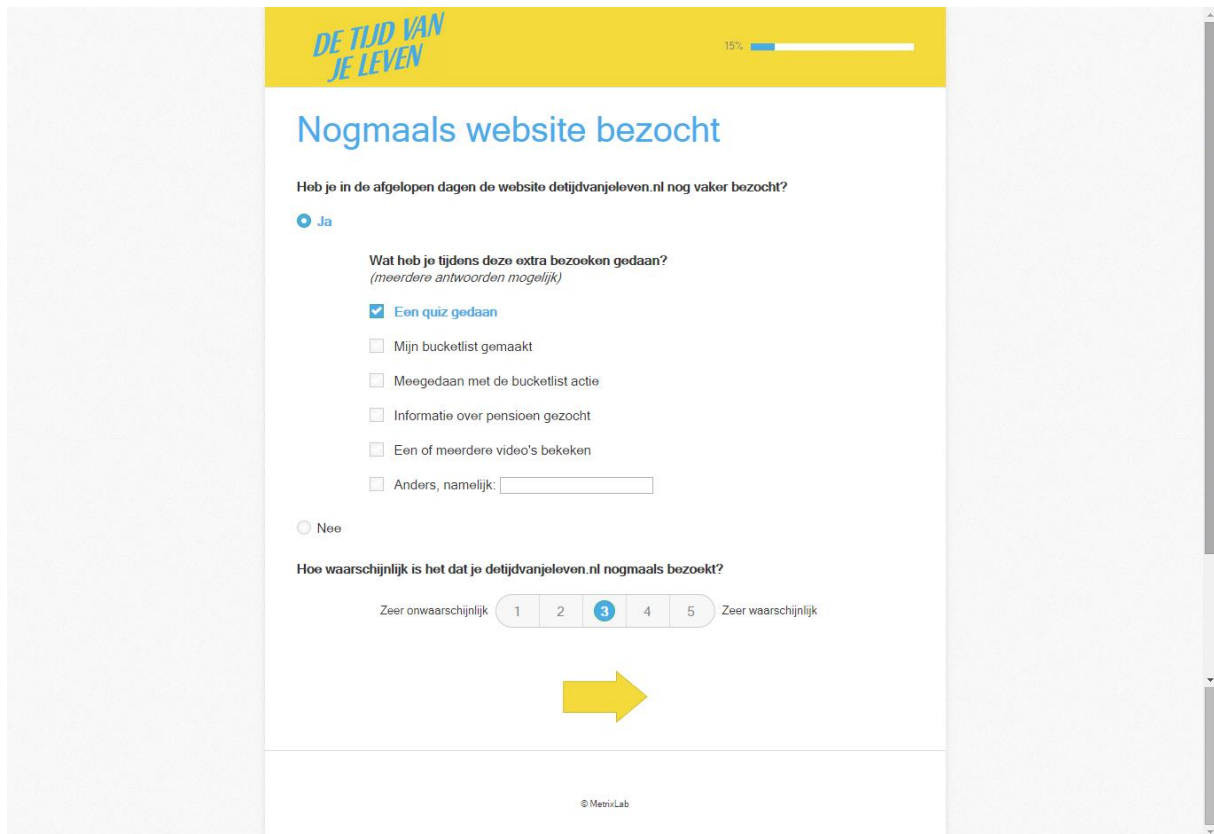 DE TIJD VAN
JE LEVEN
15%
Nogmaals website bezocht
Heb je in de afgelopen dagen de website detijdvanjeleven.nl nog vaker bezocht?
Ja
Wat heb je tijdens deze extra bezoeken gedaan?
(meerdere antwoorden mogelijk)
Een quiz gedaan
Mijn bucketlist gemaakt
Meegedaan met de bucketlist actie
Informatie over pensioen gezocht
Een of meerdere video's bekeken
Anders, namelijk:
Nee
Hoe waarschijnlijk is het dat je detijdvanjeleven.nl nogmaals bezoekt?
Zeer onwaarschijnlijk 1 2 3 4 5 Zeer waarschijnlijk
© MetrixLab